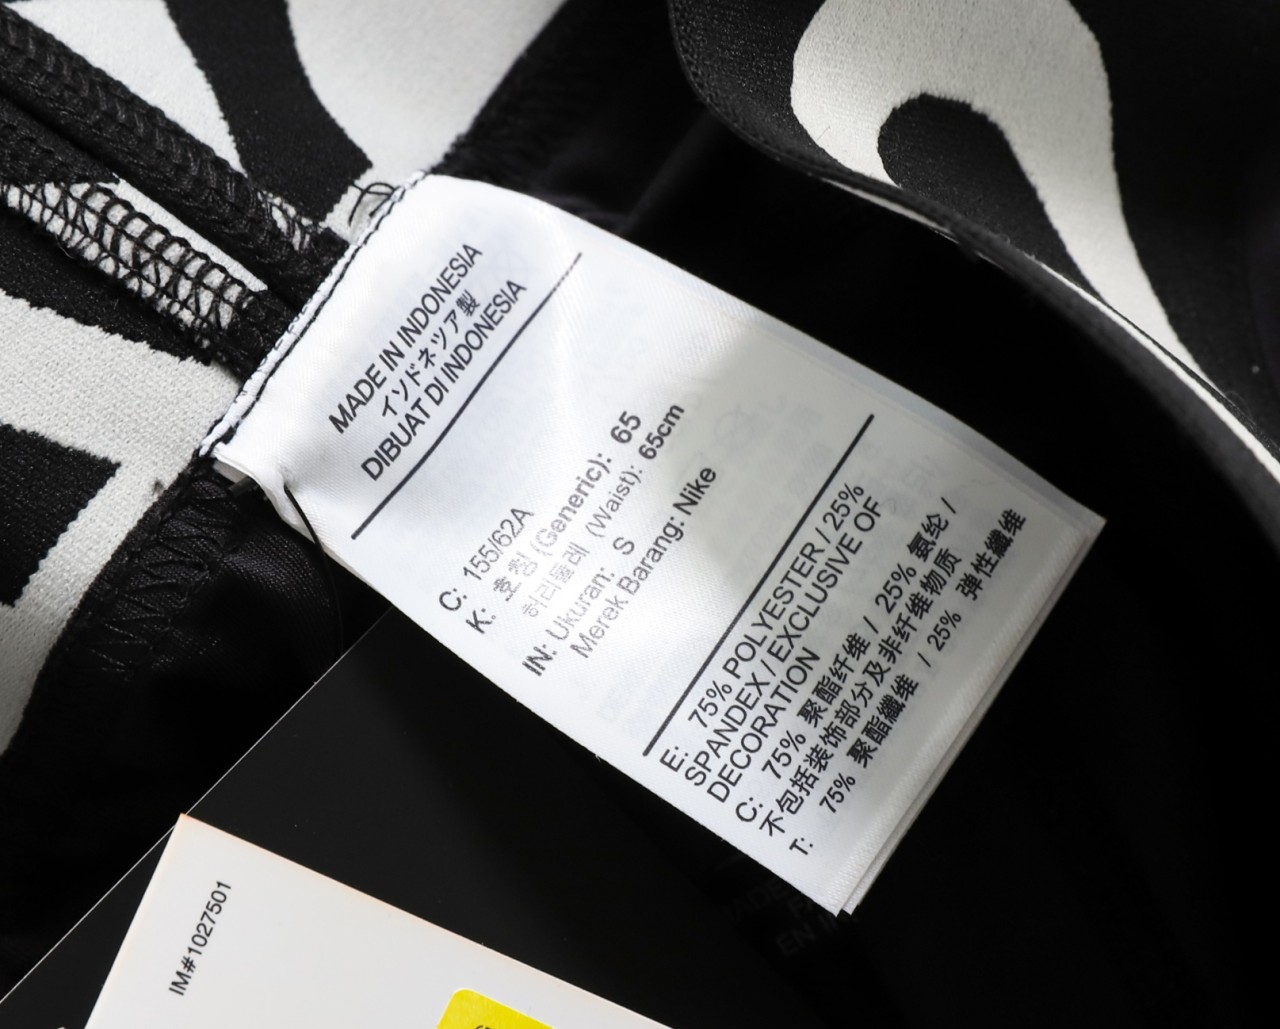 MADE IN INDONESIA
インドネツア製
DIBUAT DI INDONESIA
C: 155/62A
K: 호칭 (Generic): 65
허리둘레 (Waist): 65cm
IN: Ukuran: S
Merek Barang: Nike
E: 75% POLYESTER / 25%
SPANDEX / EXCLUSIVE OF
DECORATION
C: 75% 聚酯纤维 / 25% 氨纶 /
不包括装饰部分及非纤维物质
T: 75% 聚酯纖維 / 25% 弹性纖維
IM#1027501